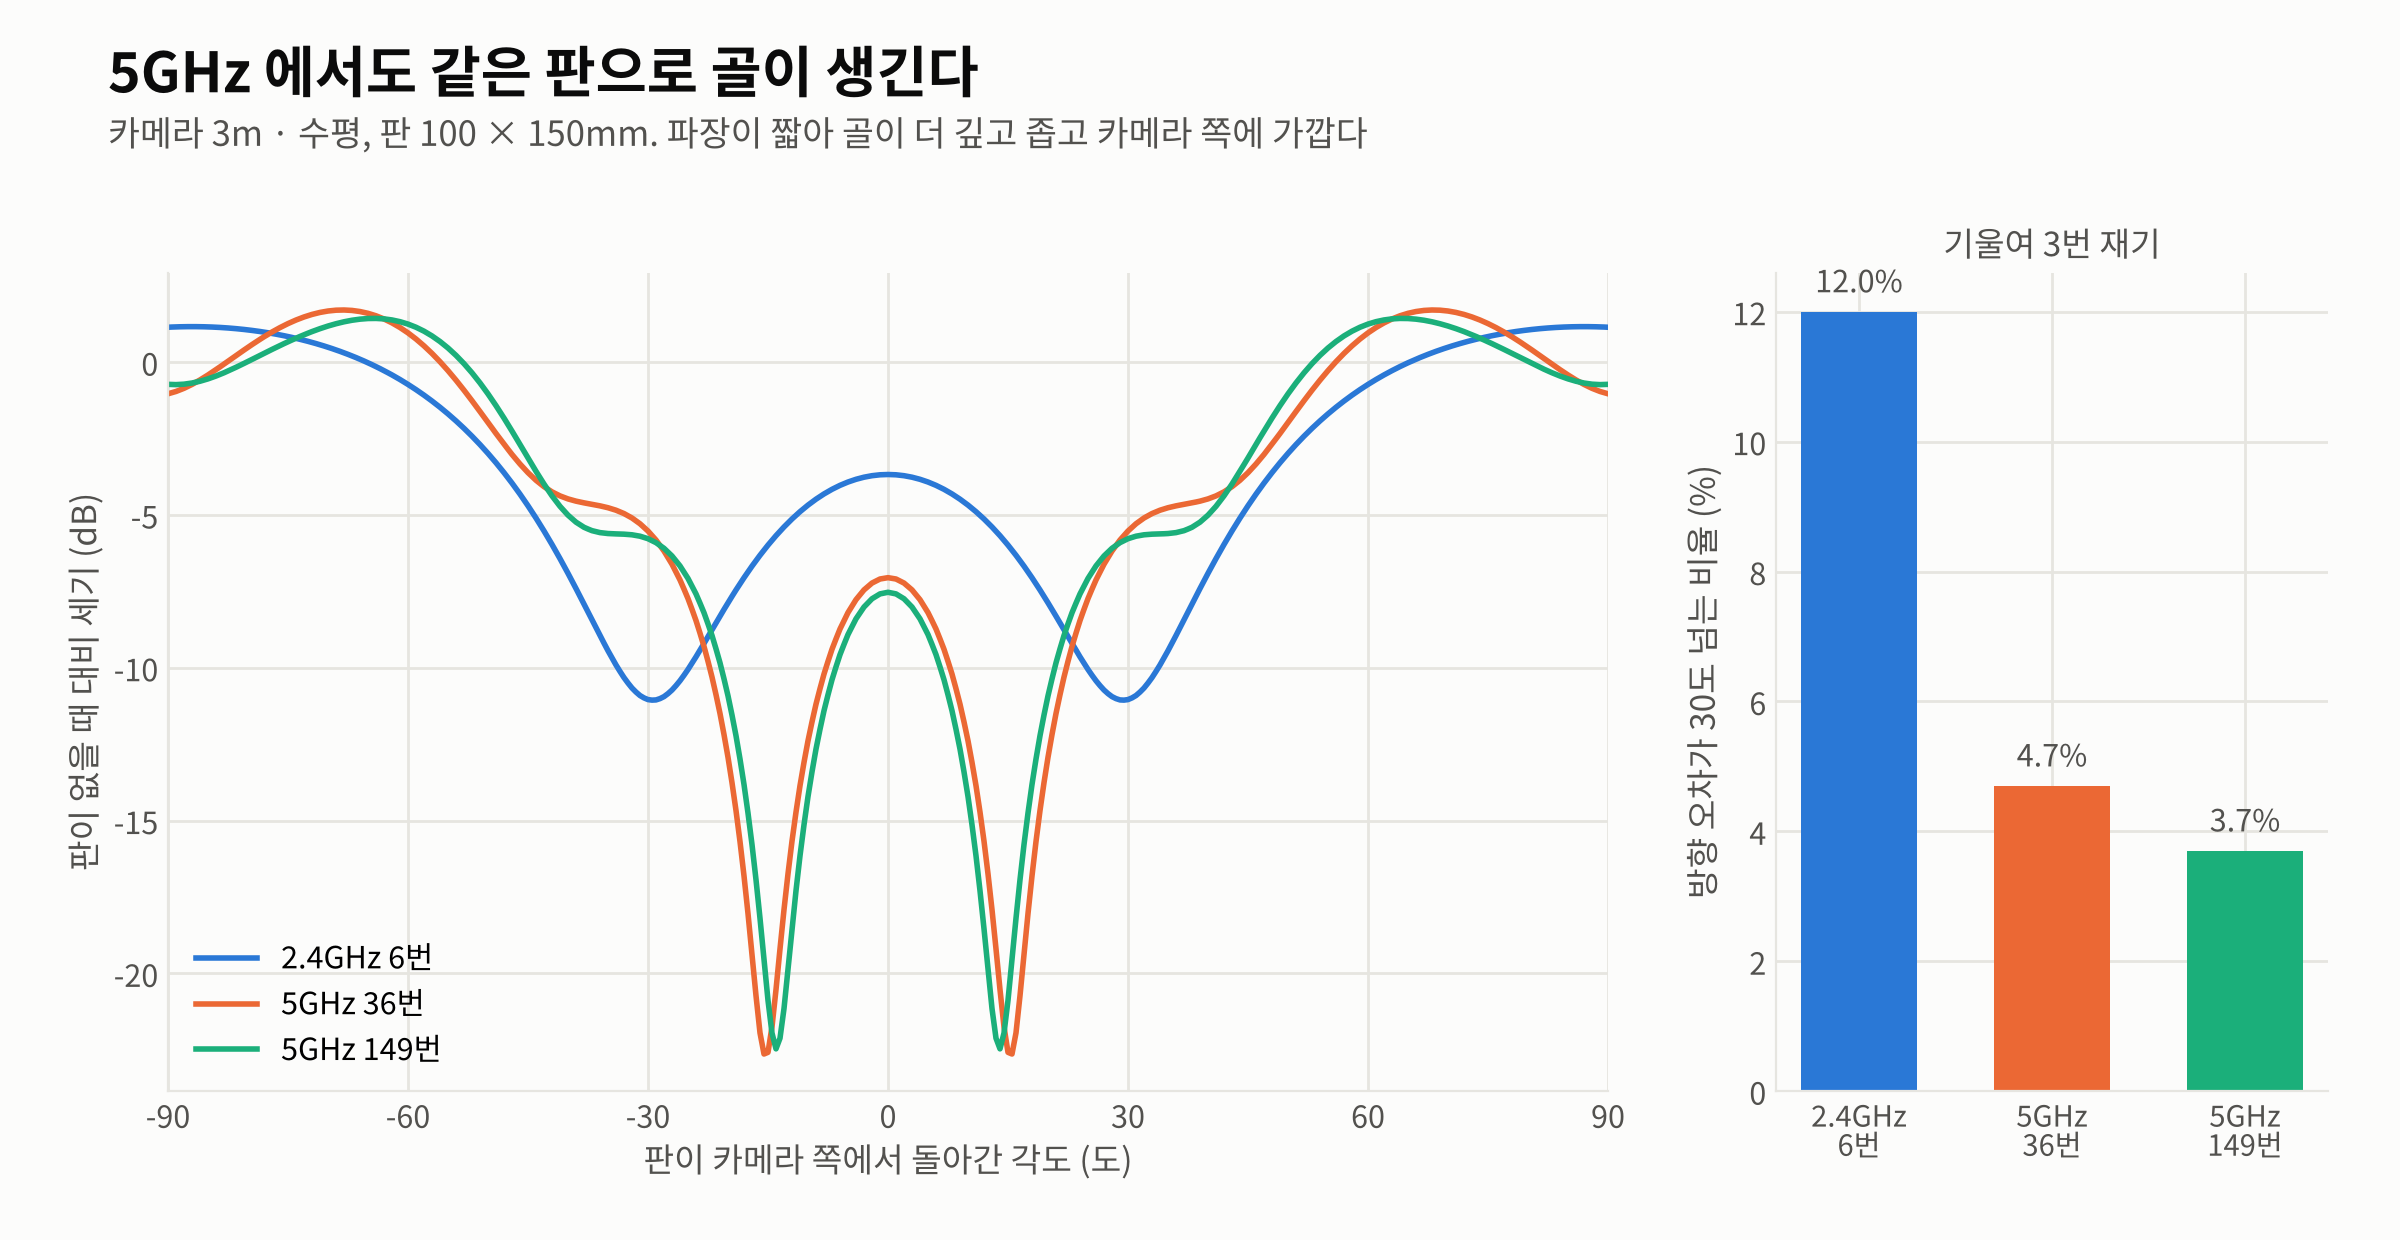 5GHz 에서도 같은 판으로 골이 생긴다
카메라 3m · 수평, 판 100 × 150mm. 파장이 짧아 골이 더 깊고 좁고 카메라 쪽에 가깝다
판이 없을 때 대비 세기 (dB)
0
-5
-10
-15
-20
2.4GHz 6번
5GHz 36번
5GHz 149번
-90
-60
-30
0
30
60
90
판이 카메라 쪽에서 돌아간 각도 (도)
기울여 3번 재기
방향 오차가 30도 넘는 비율 (%)
12
10
8
6
4
2
0
12.0%
4.7%
3.7%
2.4GHz
6번
5GHz
36번
5GHz
149번